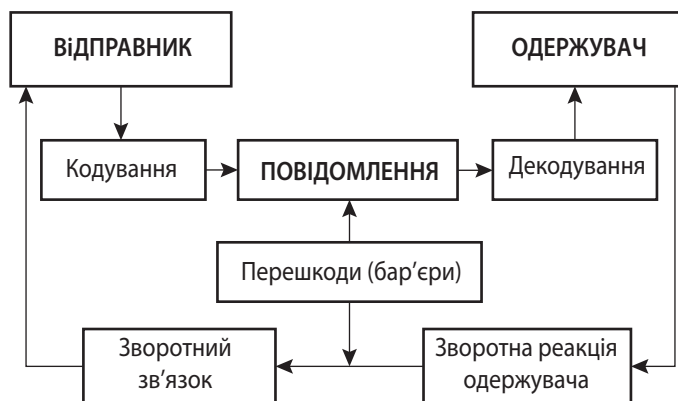 ВіДПРАВНИК
ОДЕРЖУВАЧ
Кодування
ПОВІДОМЛЕННЯ
Декодування
Перешкоди (бар’єри)
Зворотний
зв’язок
Зворотна реакція
одержувача